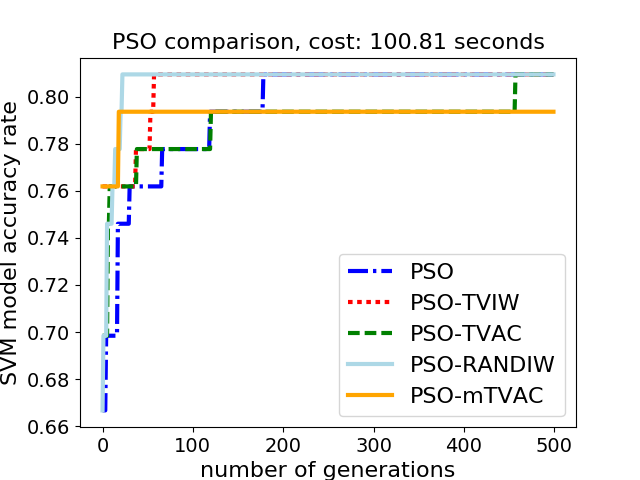 PSO comparison, cost: 100.81 seconds
SVM model accuracy rate
0.80
0.78
0.76
0.74
0.72
0.70
0.68
0.66
PSO
PSO-TVIW
PSO-TVAC
PSO-RANDIW
PSO-mTVAC
0 100 200 300 400 500
number of generations